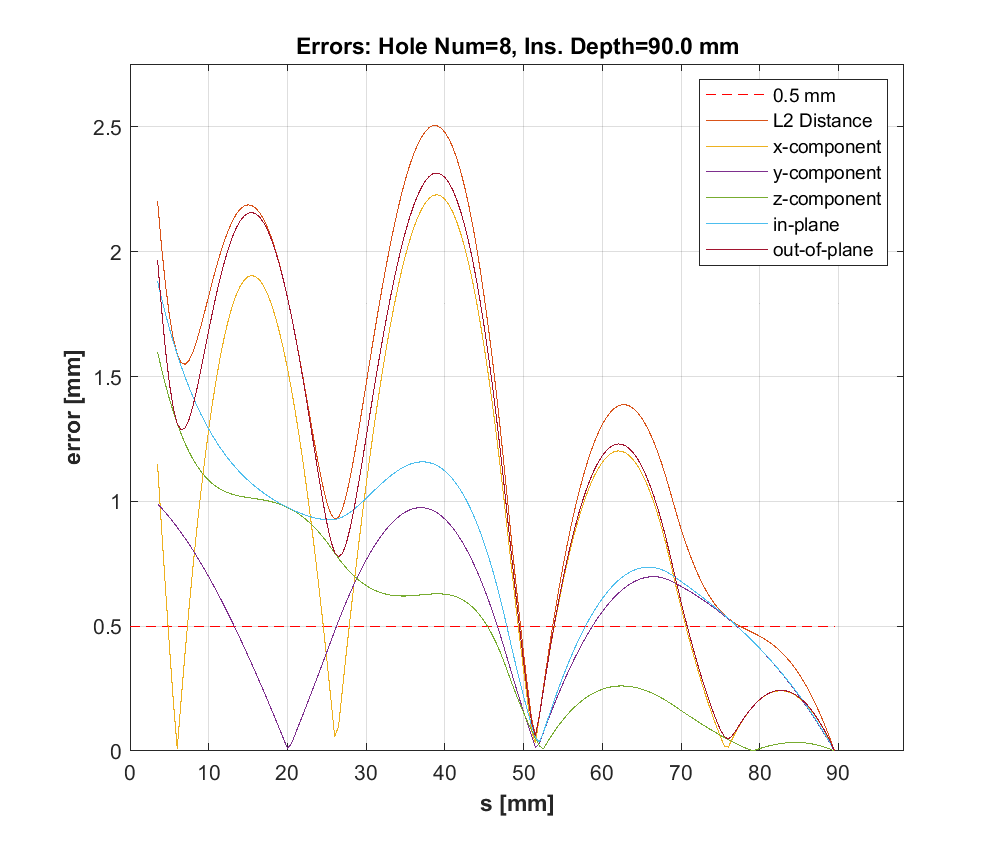 Errors: Hole Num=8, Ins. Depth=90.0 mm
0.5 mm
L2 Distance
x-component
y-component
z-component
in-plane
out-of-plane
2.5
2
1.5
1
0.5
0
error [mm]
0 10 20 30 40 50 60 70 80 90
s [mm]